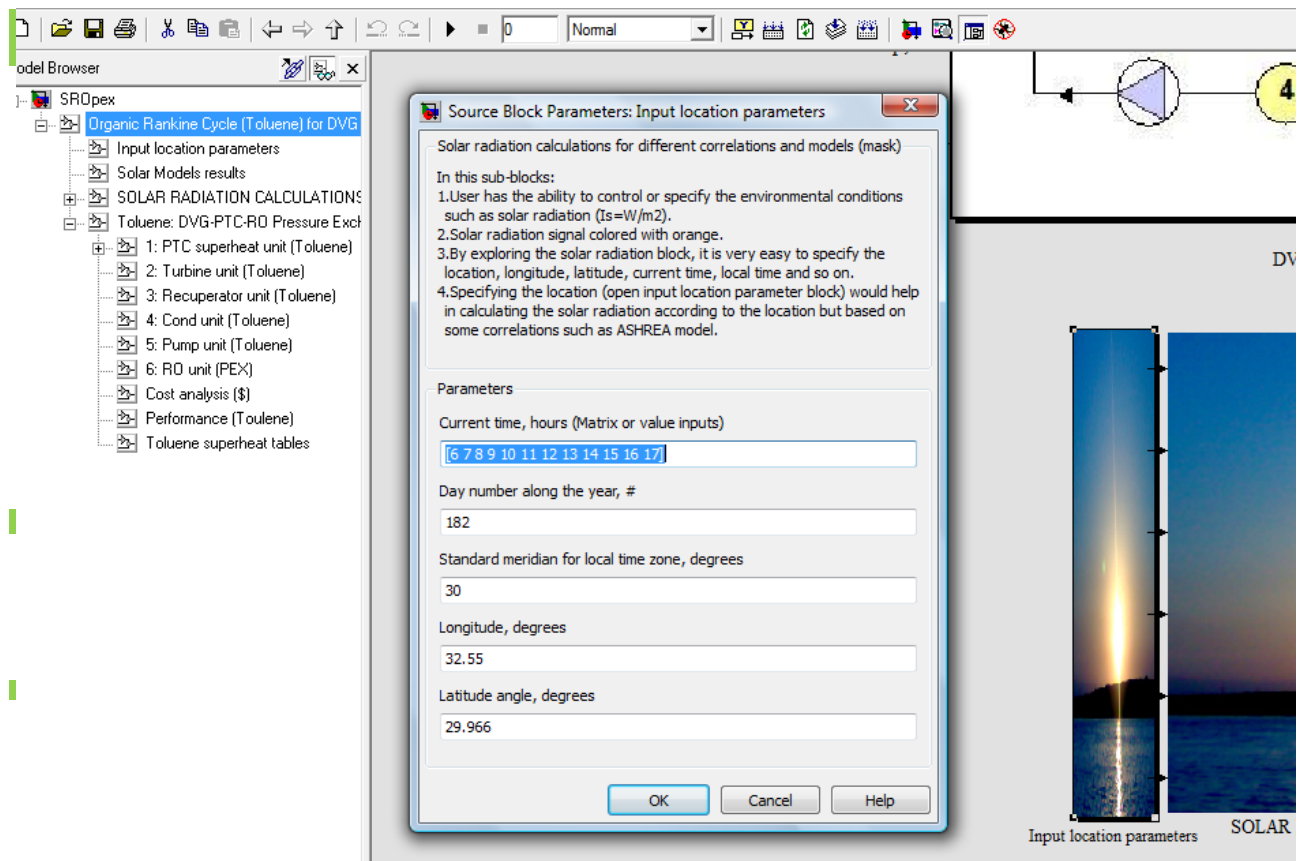 0
Normal
odel Browser
SROpex
Organic Rankine Cycle (Toluene) for DVG
Input location parameters
Solar Models results
SOLAR RADIATION CALCULATIONS
Toluene: DVG-PTC-RO Pressure Excl
1: PTC superheat unit (Toluene)
2: Turbine unit (Toluene)
3: Recuperator unit (Toluene)
4: Cond unit (Toluene)
5: Pump unit (Toluene)
6: RO unit (PEX)
Cost analysis ($)
Performance (Toulene)
Toluene superheat tables
Source Block Parameters: Input location parameters
Solar radiation calculations for different correlations and models (mask)
In this sub-blocks:
1.User has the ability to control or specify the environmental conditions
such as solar radiation (Is=W/m2).
2.Solar radiation signal colored with orange.
3.By exploring the solar radiation block, it is very easy to specify the
location, longitude, latitude, current time, local time and so on.
4.Specifying the location (open input location parameter block) would help
in calculating the solar radiation according to the location but based on
some correlations such as ASHREA model.
Parameters
Current time, hours (Matrix or value inputs)
[6 7 8 9 10 11 12 13 14 15 16 17]
Day number along the year, #
182
Standard meridian for local time zone, degrees
30
Longitude, degrees
32.55
Latitude angle, degrees
29.966
OK
Cancel
Help
4
DV
Input location parameters
SOLAR